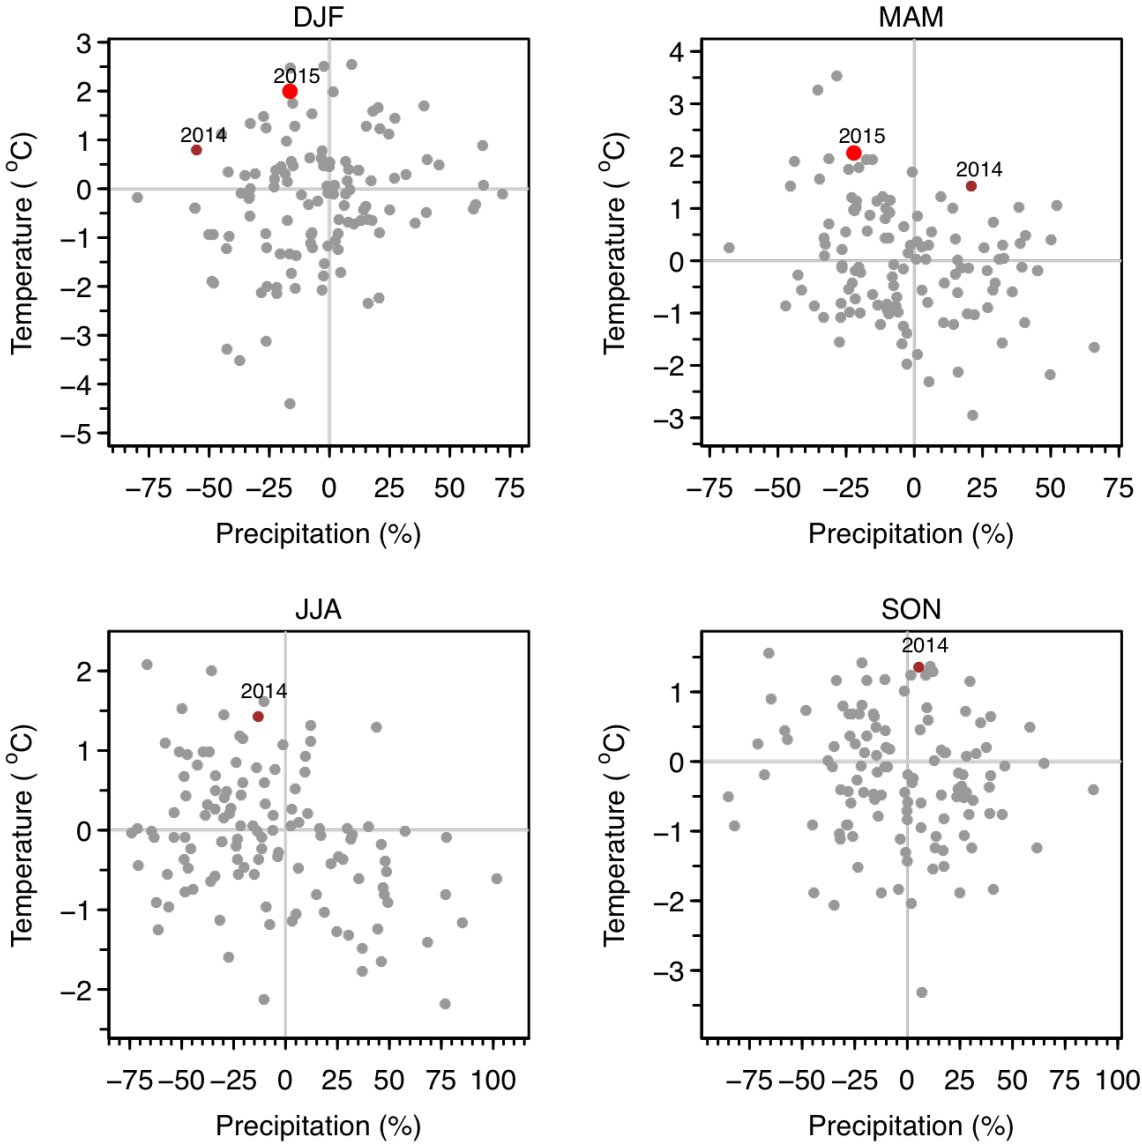 DJF
3
2
1
0
−1
−2
−3
−4
−5
Temperature ( °C)
2015
2014
−75 −50 −25 0 25 50 75
Precipitation (%)
MAM
4
3
2
1
0
−1
−2
−3
Temperature ( °C)
2015
2014
−75 −50 −25 0 25 50 75
Precipitation (%)
JJA
2
1
0
−1
−2
Temperature ( °C)
2014
−75 −50 −25 0 25 50 75 100
Precipitation (%)
SON
1
0
−1
−2
−3
Temperature ( °C)
2014
−75 −50 −25 0 25 50 75 100
Precipitation (%)